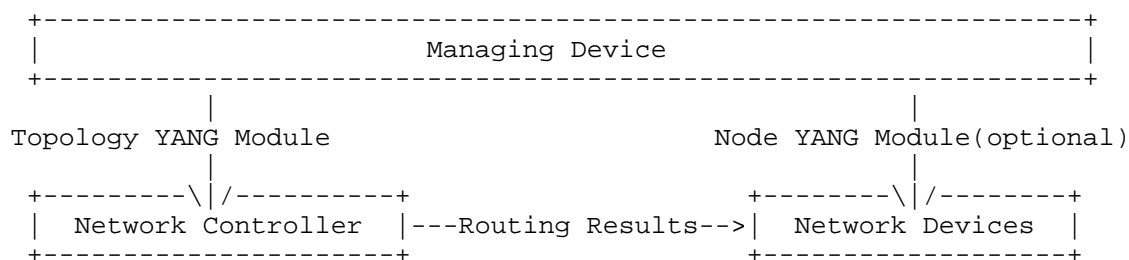 Managing Device
Topology YANG Module Node YANG Module(optional)
Network Controller ---Routing Results--> Network Devices